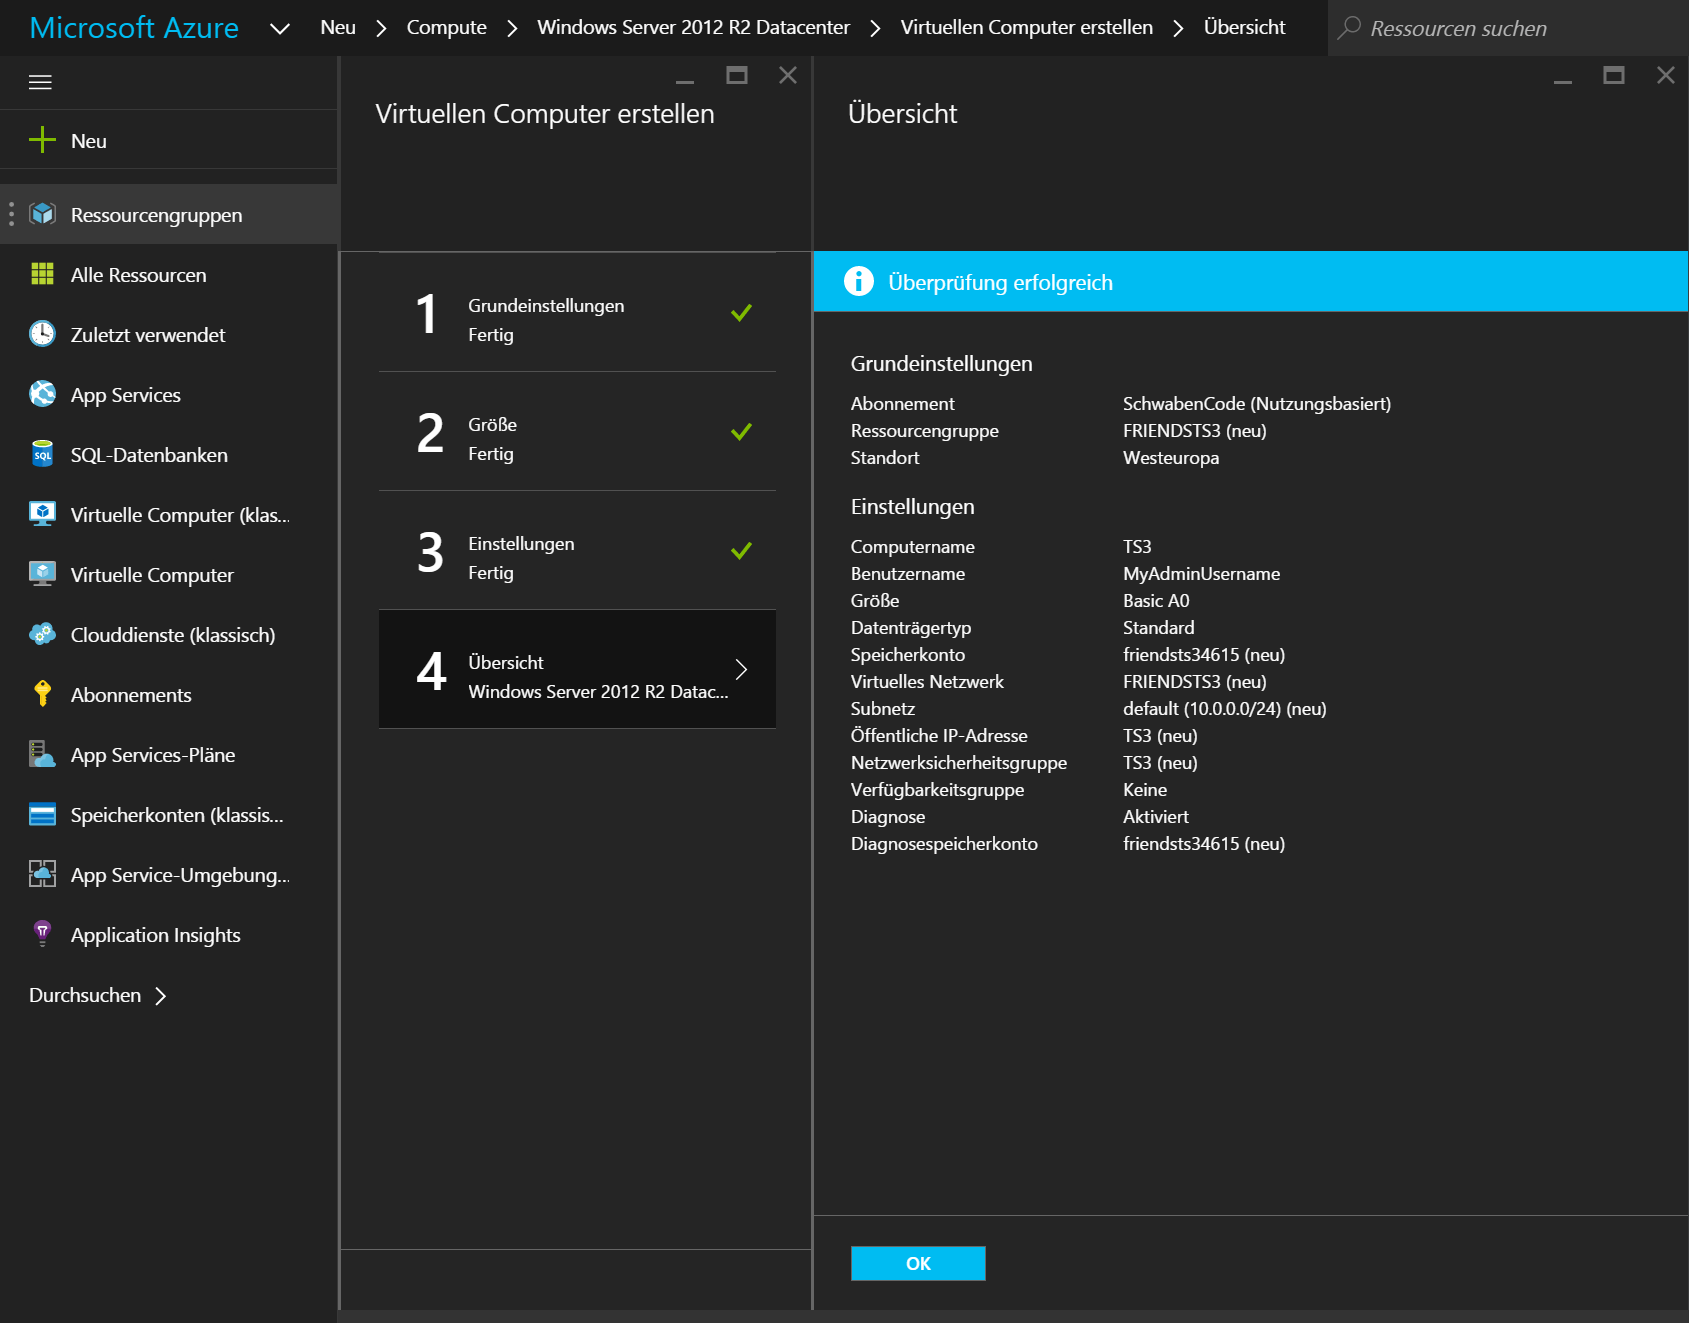 Microsoft Azure
Neu
Compute
Windows Server 2012 R2 Datacenter
Virtuellen Computer erstellen
Übersicht
Ressourcen suchen
Neu
Ressourcengruppen
Alle Ressourcen
Zuletzt verwendet
App Services
SQL
SQL-Datenbanken
Virtuelle Computer (klas...
Virtuelle Computer
Clouddienste (klassisch)
Abonnements
App Services-Pläne
Speicherkonten (klassis...
App Service-Umgebung...
Application Insights
Durchsuchen
Virtuellen Computer erstellen
1
Grundeinstellungen
Fertig
2
Größe
Fertig
3
Einstellungen
Fertig
4
Übersicht
Windows Server 2012 R2 Datac...
Übersicht
Überprüfung erfolgreich
Grundeinstellungen
Abonnement SchwabenCode (Nutzungsbasiert)
Ressourcengruppe FRIENDSTS3 (neu)
Standort Westeuropa
Einstellungen
Computername TS3
Benutzername MyAdminUsername
Größe Basic A0
Datenträgertyp Standard
Speicherkonto friendsts34615 (neu)
Virtuelles Netzwerk FRIENDSTS3 (neu)
Subnetz default (10.0.0.0/24) (neu)
Öffentliche IP-Adresse TS3 (neu)
Netzwerksicherheitsgruppe TS3 (neu)
Verfügbarkeitsgruppe Keine
Diagnose Aktiviert
Diagnosespeicherkonto friendsts34615 (neu)
OK